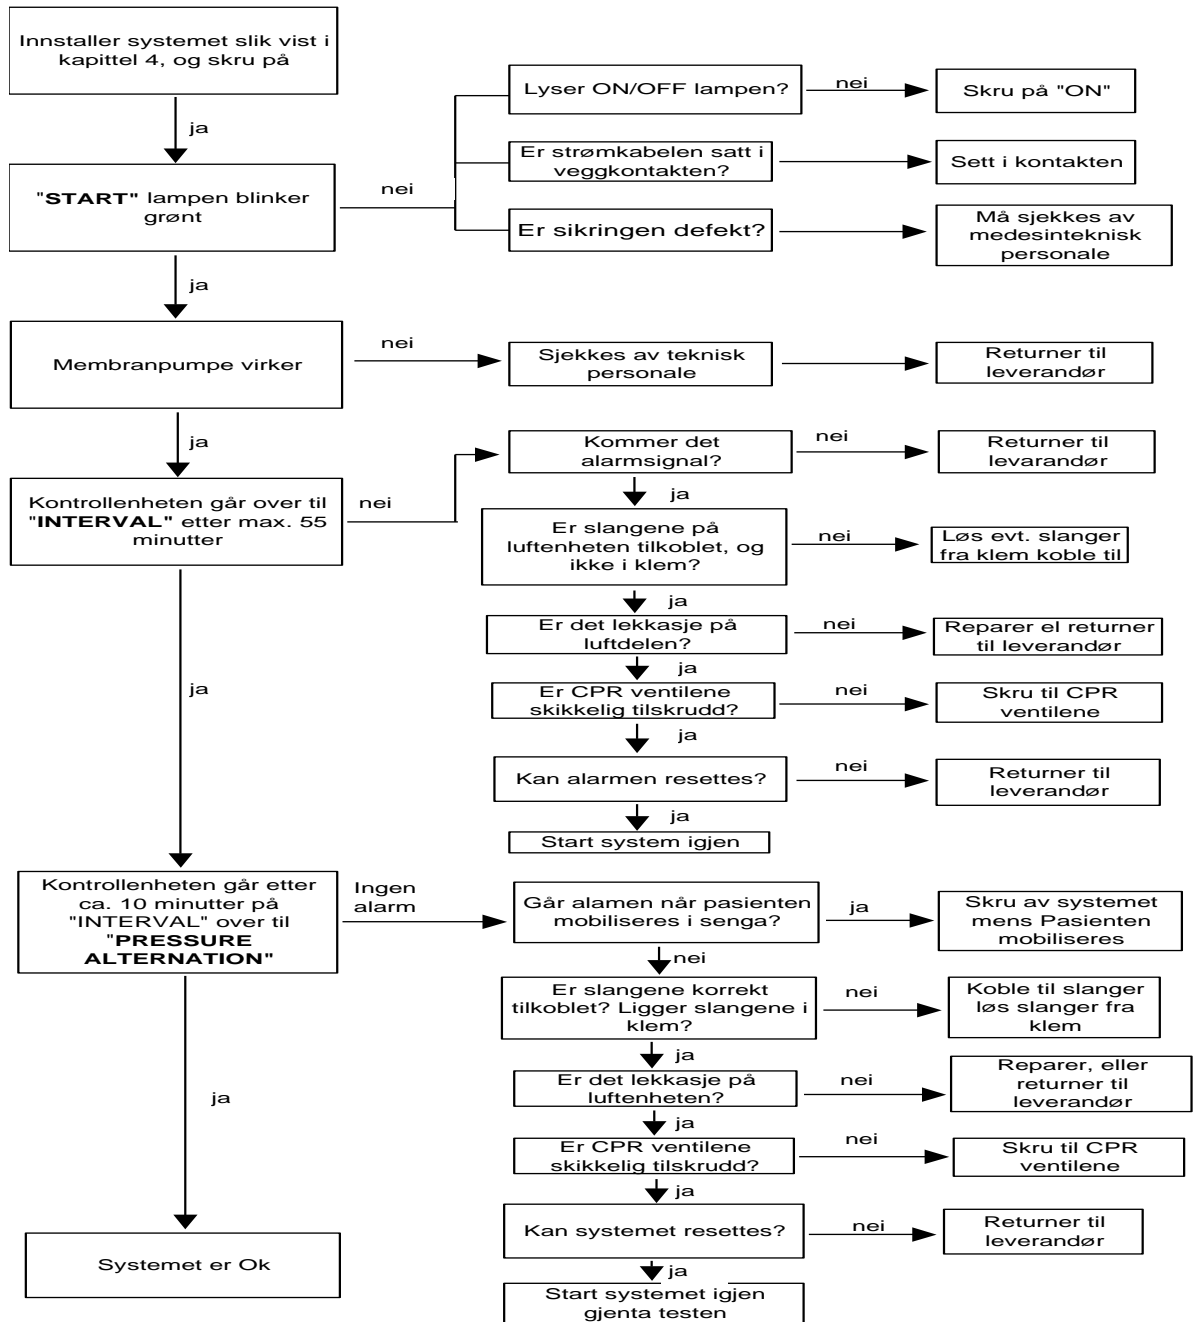 Innstaller systemet slik vist i
kapittel 4, og skru på
ja
"START" lampen blinker
grønt
nei
Lyser ON/OFF lampen?
nei
Skru på "ON"
Er strømkabelen satt i
veggkontakten?
Sett i kontakten
Er sikringen defekt?
Må sjekkes av
medesinteknisk
personale
ja
Membranpumpe virker
nei
Sjekkes av teknisk
personale
Returner til
leverandør
ja
Kontrollenheten går over til
"INTERVAL" etter max. 55
minutter
nei
Kommer det
alarmsignal?
nei
Returner til
levarandør
ja
Er slangene på
luftenheten tilkoblet, og
ikke i klem?
nei
Løs evt. slanger
fra klem koble til
ja
Er det lekkasje på
luftdelen?
nei
Reparer el returner
til leverandør
ja
Er CPR ventilene
skikkelig tilskrudd?
nei
Skru til CPR
ventilene
ja
Kan alarmen resettes?
nei
Returner til
leverandør
ja
Start system igjen
ja
Kontrollenheten går etter
ca. 10 minutter på
"INTERVAL" over til
"PRESSURE
ALTERNATION"
Ingen
alarm
Går alamen når pasienten
mobiliseres i senga?
ja
Skru av systemet
mens Pasienten
mobiliseres
nei
Er slangene korrekt
tilkoblet? Ligger slangene i
klem?
nei
Koble til slanger
løs slanger fra
klem
ja
Er det lekkasje på
luftenheten?
nei
Reparer, eller
returner til
leverandør
ja
Er CPR ventilene
skikkelig tilskrudd?
nei
Skru til CPR
ventilene
ja
Kan systemet resettes?
nei
Returner til
leverandør
ja
Start systemet igjen
gjenta testen
ja
Systemet er Ok